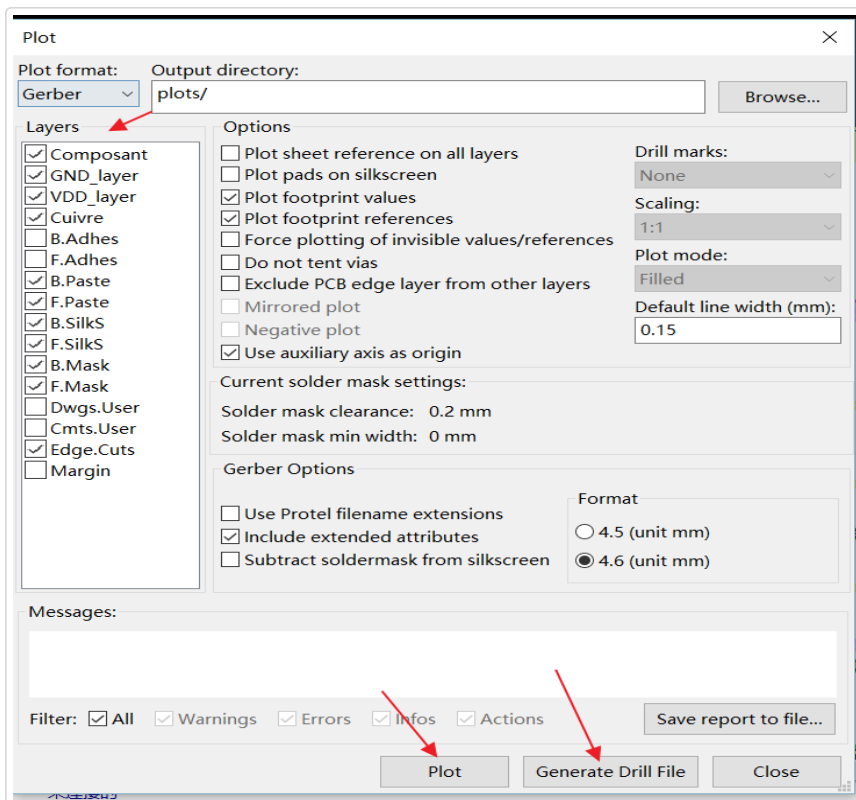 Plot
Plot format: Output directory:
Gerber plots/ Browse...
Layers
Composant
GND_layer
VDD_layer
Cuivre
B.Adhes
F.Adhes
B.Paste
F.Paste
B.SilkS
F.SilkS
B.Mask
F.Mask
Dwgs.User
Cmts.User
Edge.Cuts
Margin
Options
Plot sheet reference on all layers
Plot pads on silkscreen
Plot footprint values
Plot footprint references
Force plotting of invisible values/references
Do not tent vias
Exclude PCB edge layer from other layers
Mirrored plot
Negative plot
Use auxiliary axis as origin
Drill marks:
None
Scaling:
1:1
Plot mode:
Filled
Default line width (mm):
0.15
Current solder mask settings:
Solder mask clearance: 0.2 mm
Solder mask min width: 0 mm
Gerber Options
Use Protel filename extensions
Include extended attributes
Subtract soldermask from silkscreen
Format
4.5 (unit mm)
4.6 (unit mm)
Messages:
Filter: All Warnings Errors Infos Actions Save report to file...
Plot Generate Drill File Close